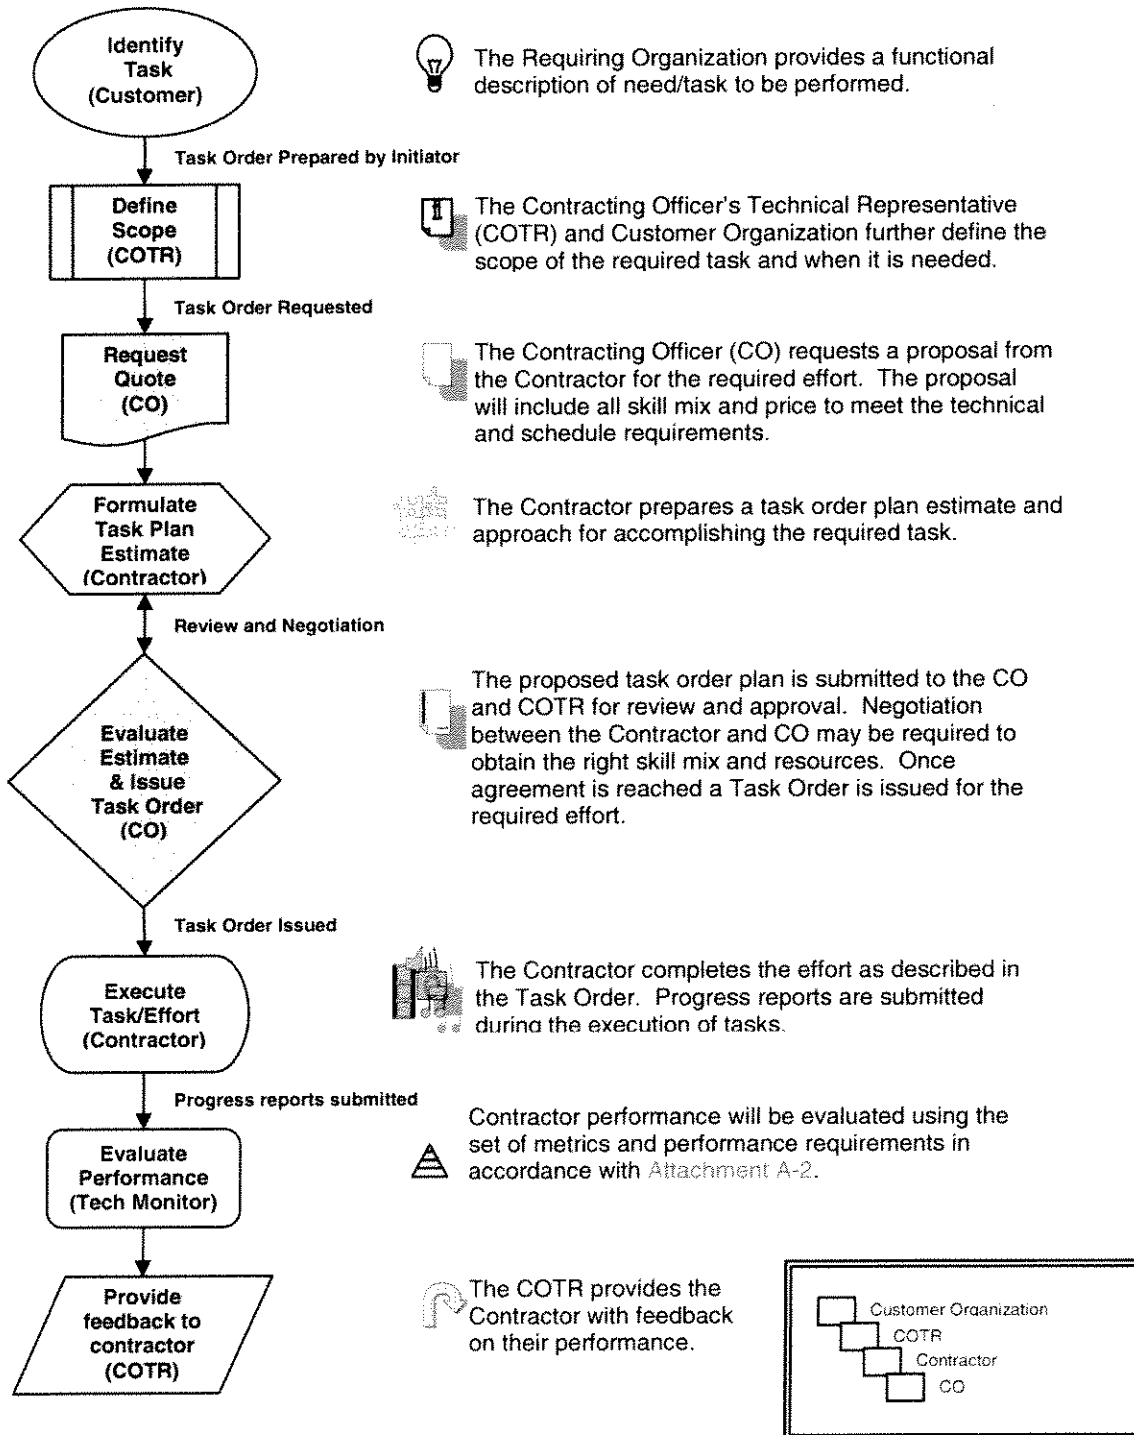 Identify
Task
(Customer)
The Requiring Organization provides a functional
description of need/task to be performed.
Task Order Prepared by Initiator
Define
Scope
(COTR)
The Contracting Officer's Technical Representative
(COTR) and Customer Organization further define the
scope of the required task and when it is needed.
Task Order Requested
Request
Quote
(CO)
The Contracting Officer (CO) requests a proposal from
the Contractor for the required effort. The proposal
will include all skill mix and price to meet the technical
and schedule requirements.
Formulate
Task Plan
Estimate
(Contractor)
The Contractor prepares a task order plan estimate and
approach for accomplishing the required task.
Review and Negotiation
Evaluate
Estimate
& Issue
Task Order
(CO)
The proposed task order plan is submitted to the CO
and COTR for review and approval. Negotiation
between the Contractor and CO may be required to
obtain the right skill mix and resources. Once
agreement is reached a Task Order is issued for the
required effort.
Task Order Issued
Execute
Task/Effort
(Contractor)
The Contractor completes the effort as described in
the Task Order. Progress reports are submitted
during the execution of tasks.
Progress reports submitted
Evaluate
Performance
(Tech Monitor)
Contractor performance will be evaluated using the
set of metrics and performance requirements in
accordance with Attachment A-2.
Provide
feedback to
contractor
(COTR)
The COTR provides the
Contractor with feedback
on their performance.
Customer Organization
COTR
Contractor
CO